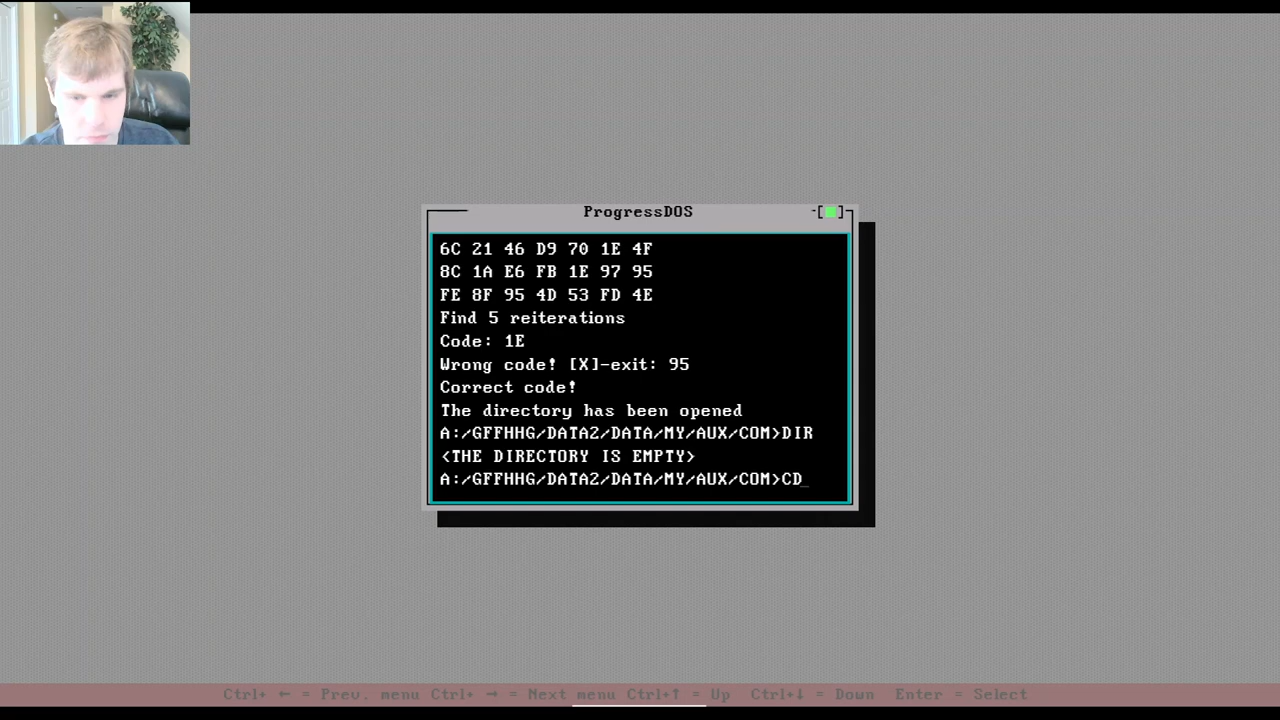 ProgressDOS
6C 21 46 D9 70 1E 4F
8C 1A E6 FB 1E 97 95
FE 8F 95 4D 53 FD 4E
Find 5 reiterations
Code: 1E
Wrong code! [X]-exit: 95
Correct code!
The directory has been opened
A:/GFFHHG/DATA2/DATA/MY/AUX/COM>DIR
<THE DIRECTORY IS EMPTY>
A:/GFFHHG/DATA2/DATA/MY/AUX/COM>CD_
Ctrl+ ← = Prev. menu Ctrl+ → = Next menu Ctrl+↑ = Up Ctrl+↓ = Down Enter = Select